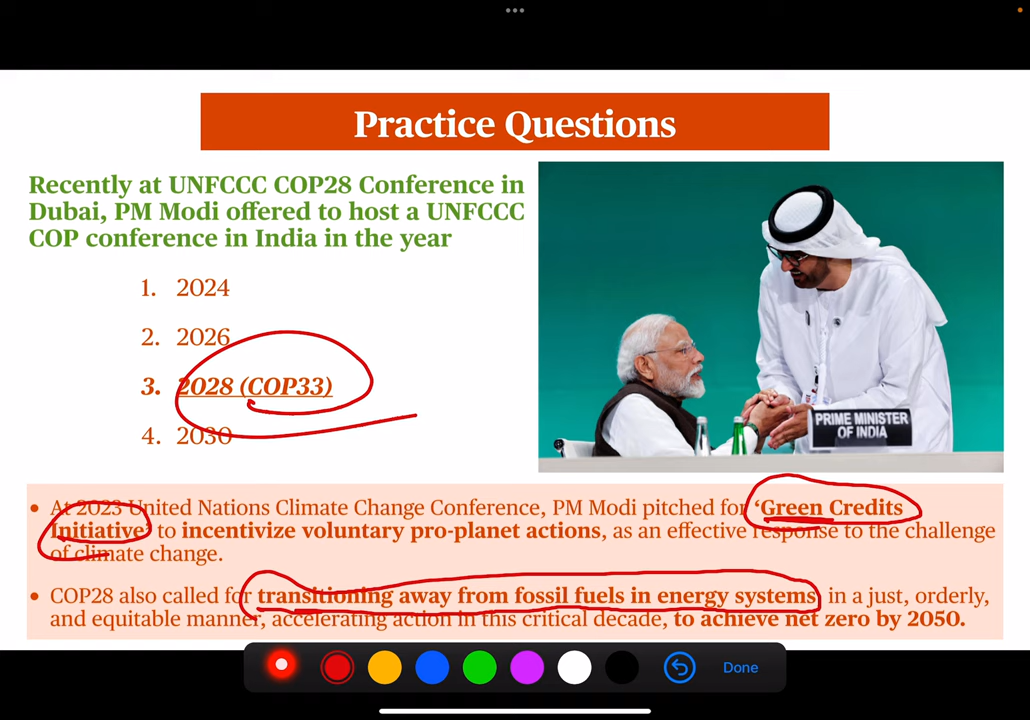 Practice Questions
Recently at UNFCCC COP28 Conference in
Dubai, PM Modi offered to host a UNFCCC
COP conference in India in the year
1. 2024
2. 2026
3. 2028 (COP33)
4. 2030
PRIME MINISTER
OF INDIA
• At 2023 United Nations Climate Change Conference, PM Modi pitched for ‘Green Credits
Initiative’ to incentivize voluntary pro-planet actions, as an effective response to the challenge
of climate change.
• COP28 also called for transitioning away from fossil fuels in energy systems, in a just, orderly,
and equitable manner, accelerating action in this critical decade, to achieve net zero by 2050.
Done